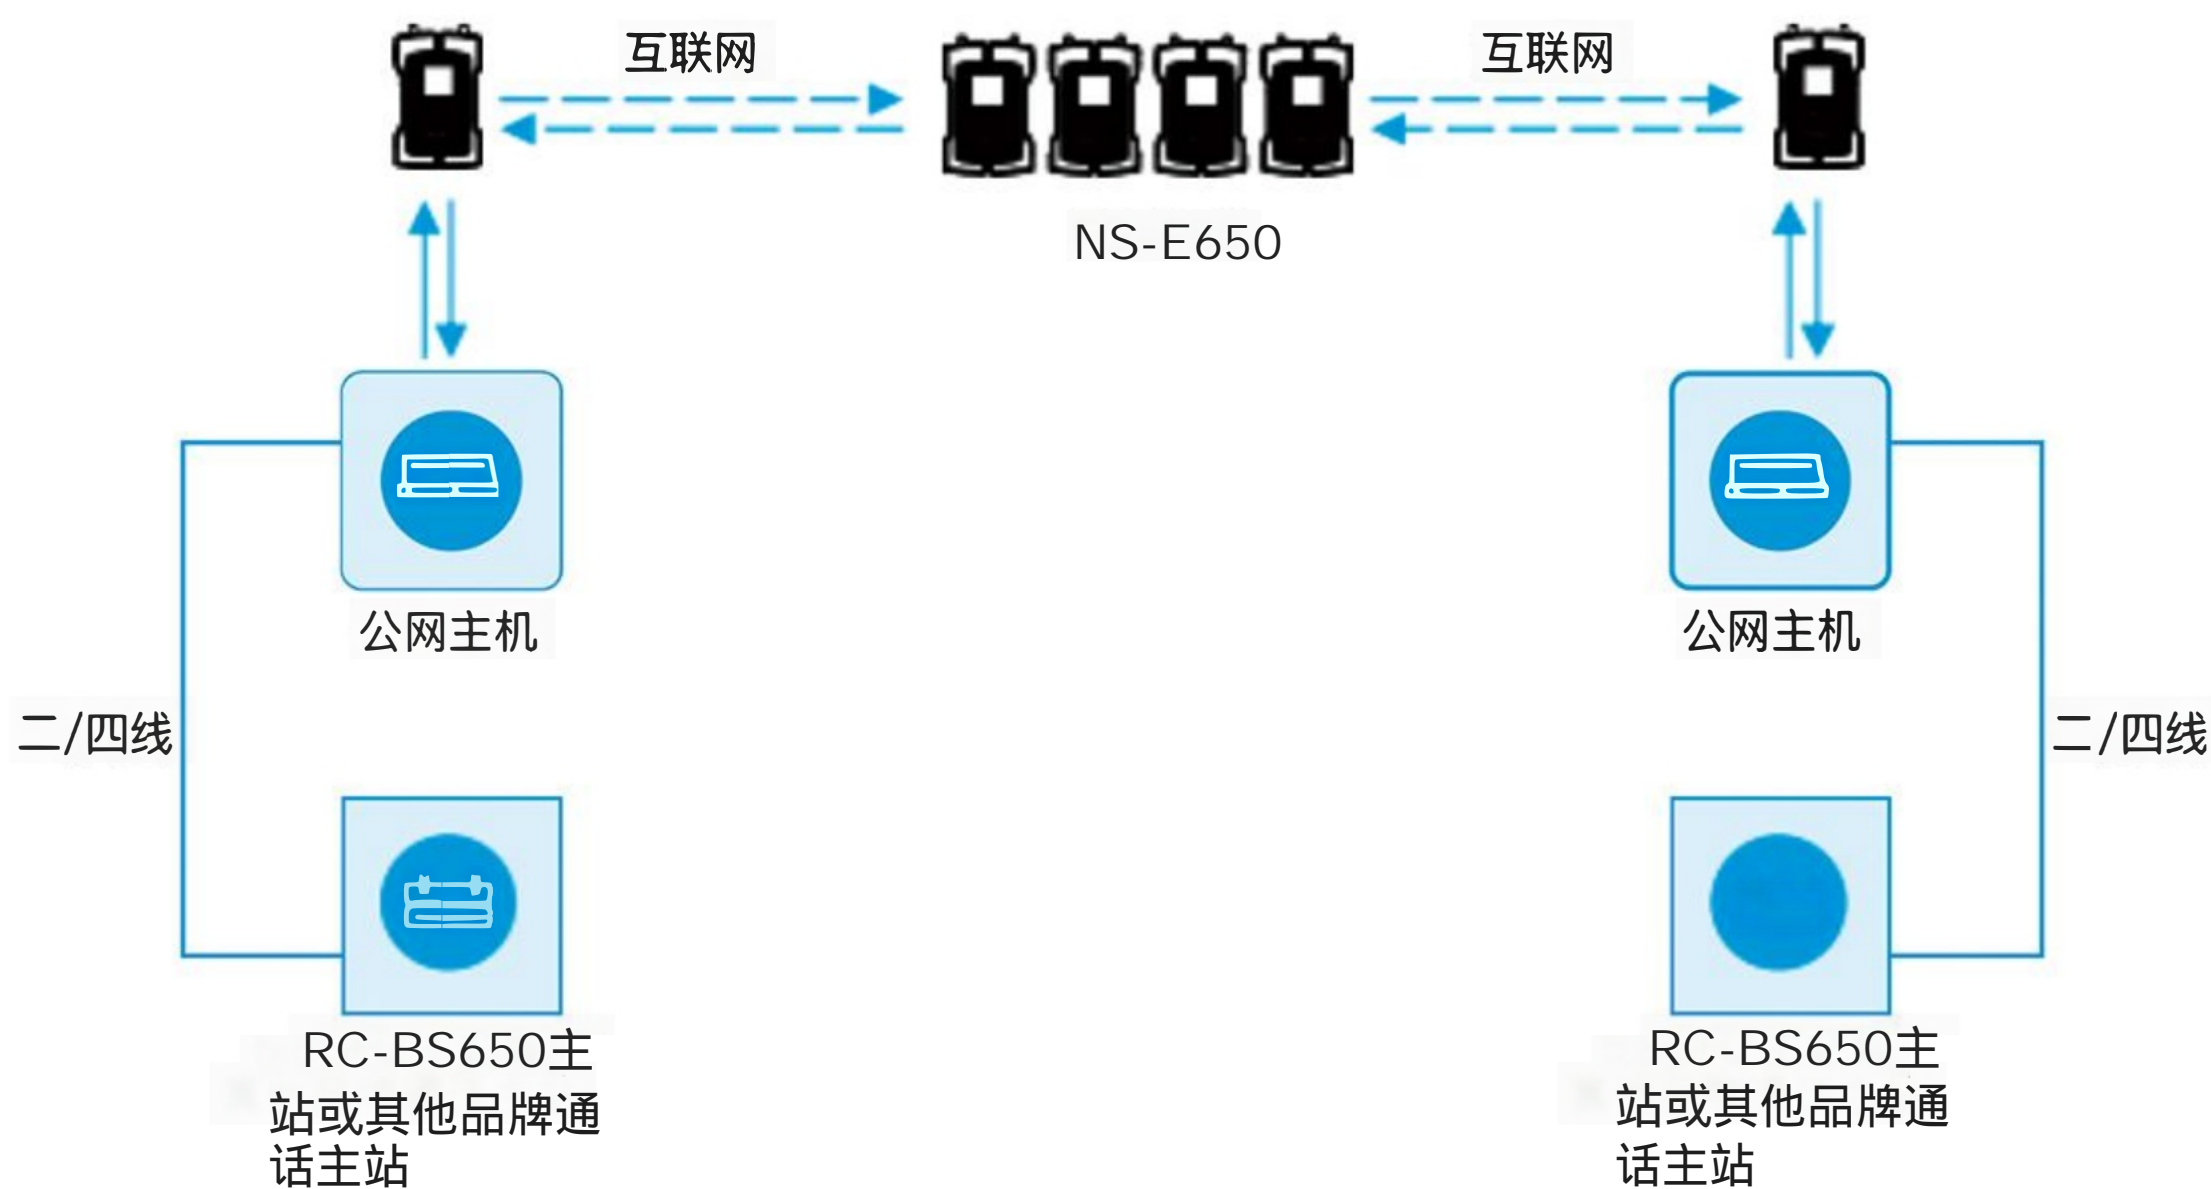 互联网
互联网
NS-E650
公网主机
公网主机
二/四线
二/四线
RC-BS650主
站或其他品牌通
话主站
RC-BS650主
站或其他品牌通
话主站